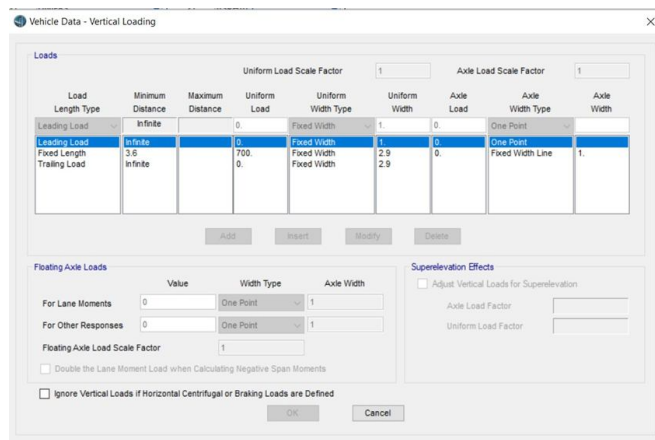 Vehicle Data - Vertical Loading
Loads
Uniform Load Scale Factor 1 Axle Load Scale Factor 1
Load Minimum Maximum Uniform Uniform Uniform Axle Axle Axle
Length Type Distance Distance Load Width Type Width Load Width Type Width
Leading Load Infinite 0. Fixed Width 1. 0. One Point
Leading Load Infinite 0. Fixed Width 1. 0. One Point
Fixed Length 3.6 700. Fixed Width 2.9 0. Fixed Width Line 1.
Trailing Load Infinite 0. Fixed Width 2.9
Add Insert Modify Delete
Floating Axle Loads
Value Width Type Axle Width
For Lane Moments 0 One Point 1
For Other Responses 0 One Point 1
Floating Axle Load Scale Factor 1
Double the Lane Moment Load when Calculating Negative Span Moments
Superelevation Effects
Adjust Vertical Loads for Superelevation
Axle Load Factor
Uniform Load Factor
Ignore Vertical Loads if Horizontal Centrifugal or Braking Loads are Defined
OK Cancel